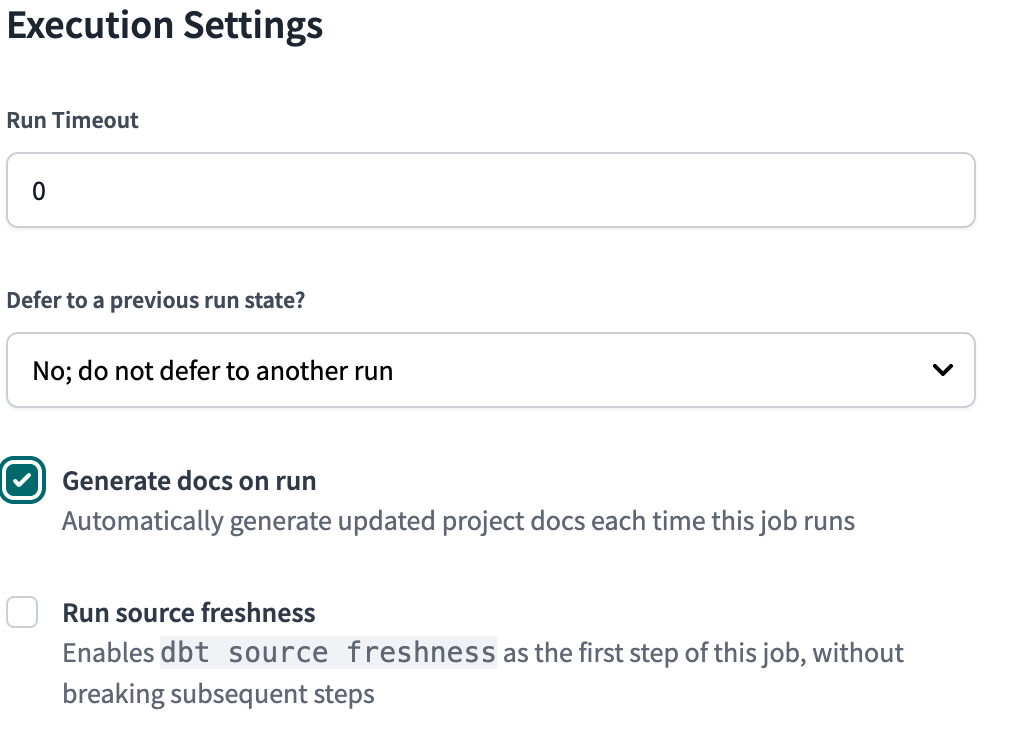 Execution Settings
Run Timeout
0
Defer to a previous run state?
No; do not defer to another run
Generate docs on run
Automatically generate updated project docs each time this job runs
Run source freshness
Enables dbt source freshness as the first step of this job, without
breaking subsequent steps